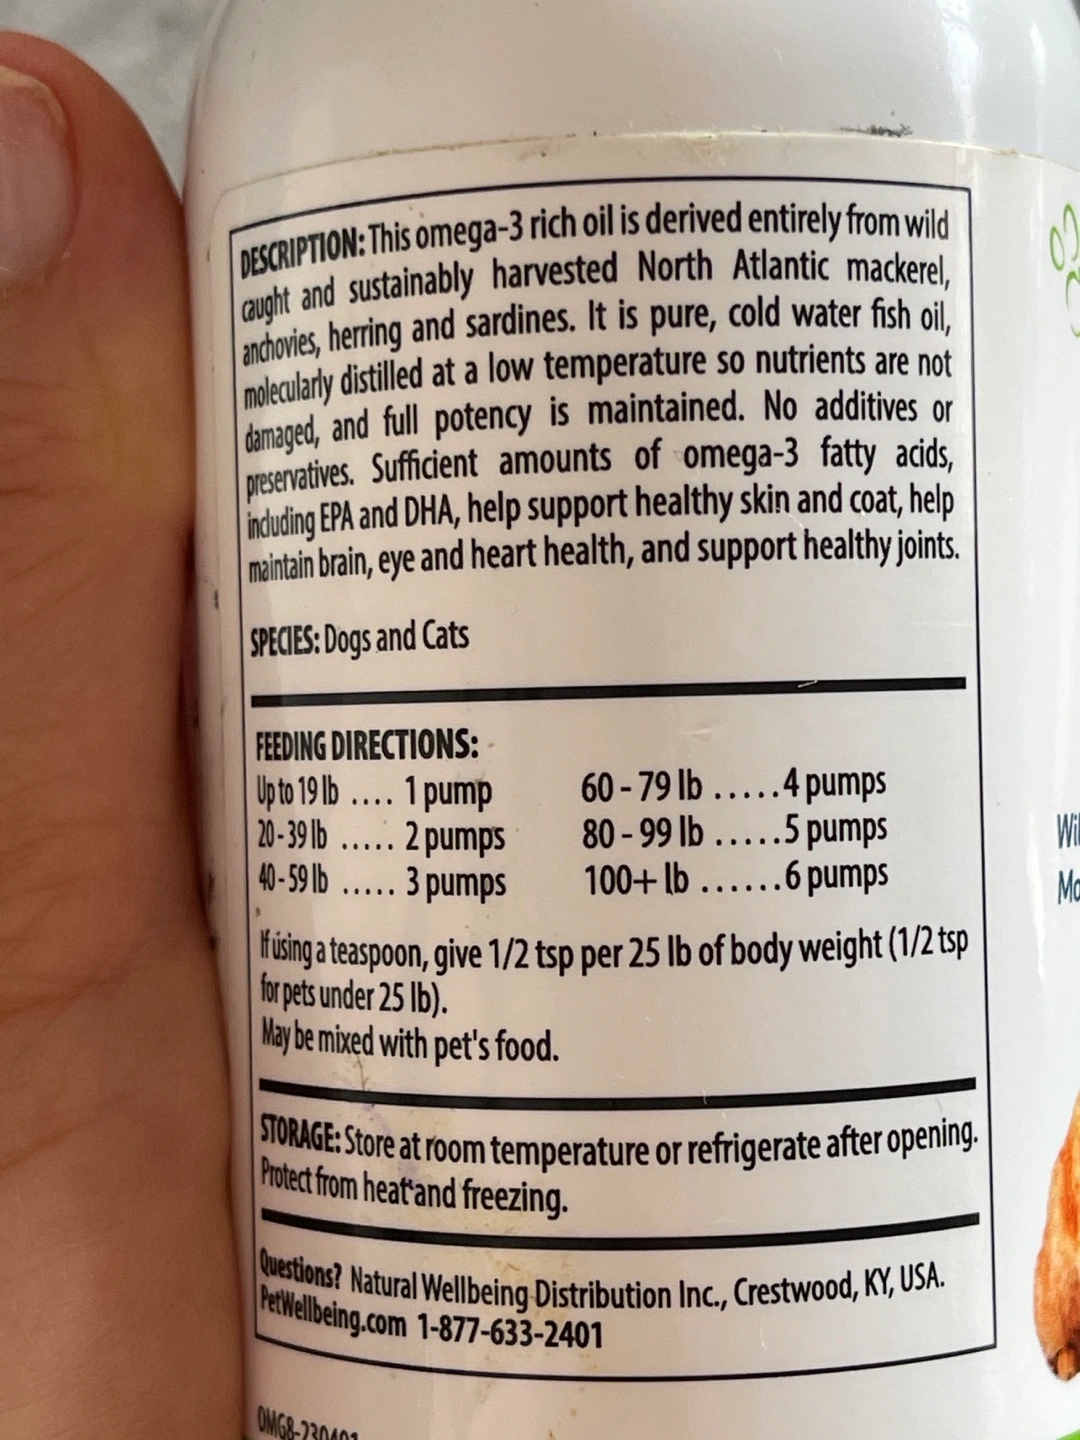 DESCRIPTION: This omega-3 rich oil is derived entirely from wild
caught and sustainably harvested North Atlantic mackerel,
anchovies, herring and sardines. It is pure, cold water fish oil,
molecularly distilled at a low temperature so nutrients are not
damaged, and full potency is maintained. No additives or
preservatives. Sufficient amounts of omega-3 fatty acids,
including EPA and DHA, help support healthy skin and coat, help
maintain brain, eye and heart health, and support healthy joints.
SPECIES: Dogs and Cats
FEEDING DIRECTIONS:
Up to 19 lb .... 1 pump 60 - 79 lb .....4 pumps
20 - 39 lb ..... 2 pumps 80 - 99 lb .....5 pumps
40 - 59 lb ..... 3 pumps 100+ lb ......6 pumps
If using a teaspoon, give 1/2 tsp per 25 lb of body weight (1/2 tsp
for pets under 25 lb).
May be mixed with pet's food.
STORAGE: Store at room temperature or refrigerate after opening.
Protect from heat and freezing.
Questions? Natural Wellbeing Distribution Inc., Crestwood, KY, USA.
PetWellbeing.com 1-877-633-2401